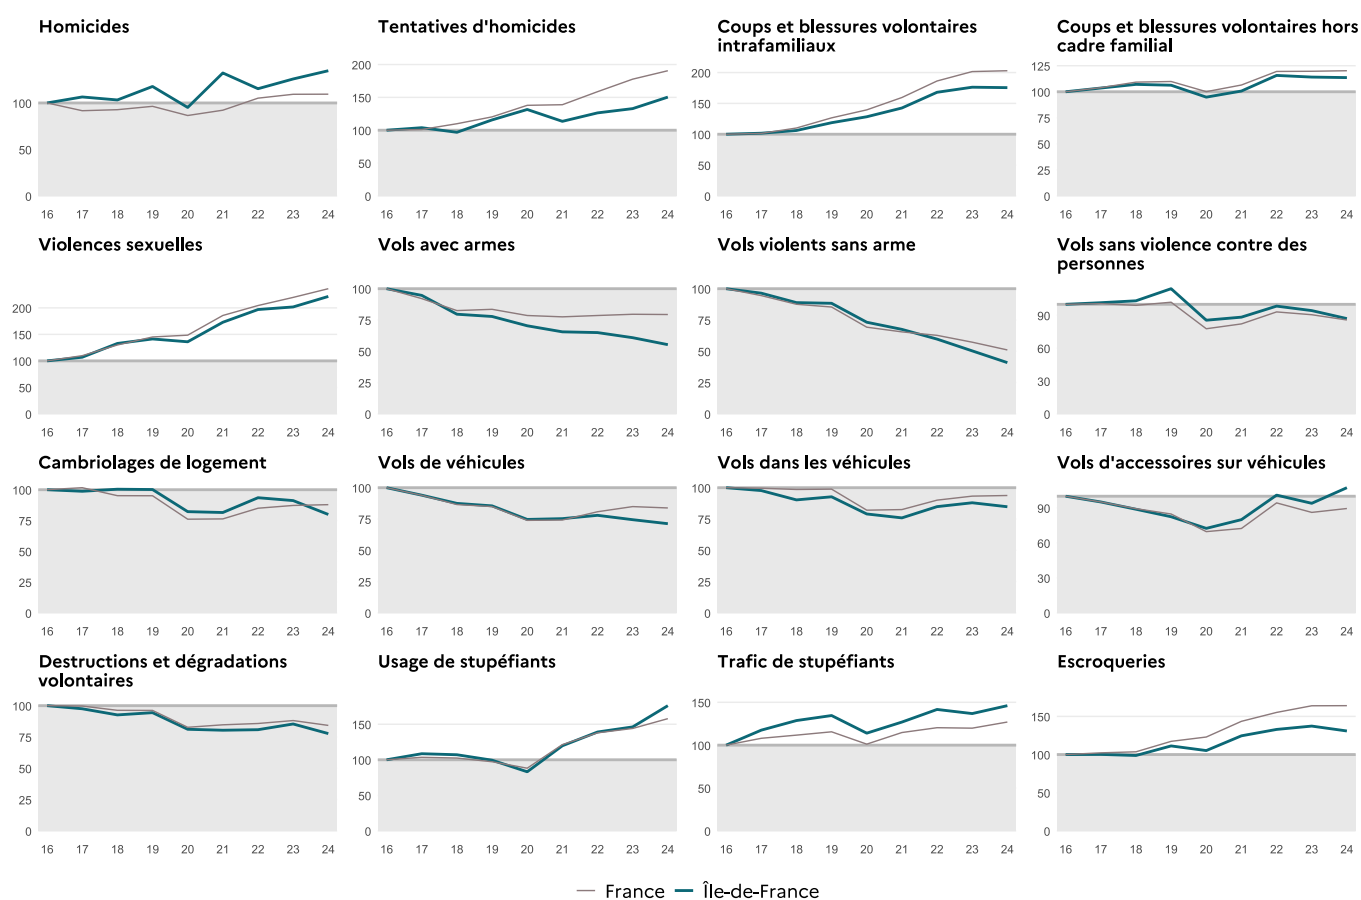 Homicides
100
50
0
16 17 18 19 20 21 22 23 24
Tentatives d'homicides
200
150
100
50
0
16 17 18 19 20 21 22 23 24
Coups et blessures volontaires
intrafamiliaux
200
150
100
50
0
16 17 18 19 20 21 22 23 24
Coups et blessures volontaires hors
cadre familial
125
100
75
50
25
0
16 17 18 19 20 21 22 23 24
Violences sexuelles
200
150
100
50
0
16 17 18 19 20 21 22 23 24
Vols avec armes
100
75
50
25
0
16 17 18 19 20 21 22 23 24
Vols violents sans arme
100
75
50
25
0
16 17 18 19 20 21 22 23 24
Vols sans violence contre des
personnes
90
60
30
0
16 17 18 19 20 21 22 23 24
Cambriolages de logement
100
75
50
25
0
16 17 18 19 20 21 22 23 24
Vols de véhicules
100
75
50
25
0
16 17 18 19 20 21 22 23 24
Vols dans les véhicules
100
75
50
25
0
16 17 18 19 20 21 22 23 24
Vols d'accessoires sur véhicules
90
60
30
0
16 17 18 19 20 21 22 23 24
Destructions et dégradations
volontaires
100
75
50
25
0
16 17 18 19 20 21 22 23 24
Usage de stupéfiants
150
100
50
0
16 17 18 19 20 21 22 23 24
Trafic de stupéfiants
150
100
50
0
16 17 18 19 20 21 22 23 24
Escroqueries
150
100
50
0
16 17 18 19 20 21 22 23 24
France Île-de-France